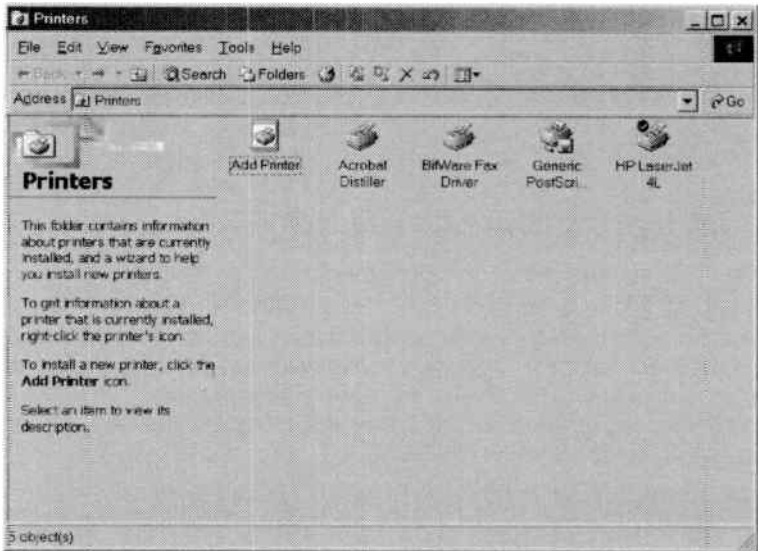 Printers
File Edit View Favorites Tools Help
Back Search Folders
Address Printers Go
Add Printer
Acrobat Distiller
BitWare Fax Driver
Generic PostScri...
HP LaserJet 4L
Printers
This folder contains information
about printers that are currently
installed, and a wizard to help
you install new printers.
To get information about a
printer that is currently installed,
right-click the printer's icon.
To install a new printer, click the
Add Printer icon.
Select an item to view its
description.
5 object(s)